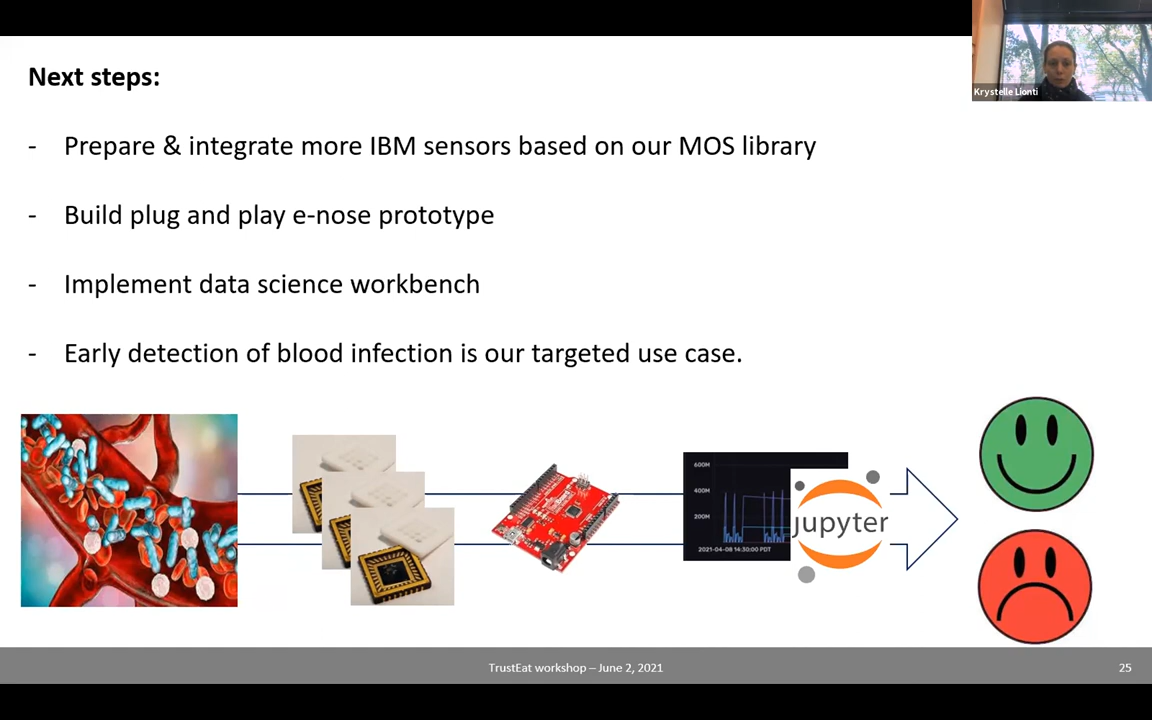 Krystelle Lionti
Next steps:
- Prepare & integrate more IBM sensors based on our MOS library
- Build plug and play e-nose prototype
- Implement data science workbench
- Early detection of blood infection is our targeted use case.
600M
400M
200M
2021-04-08 14:30:00 PDT
jupyter
TrustEat workshop – June 2, 2021
25